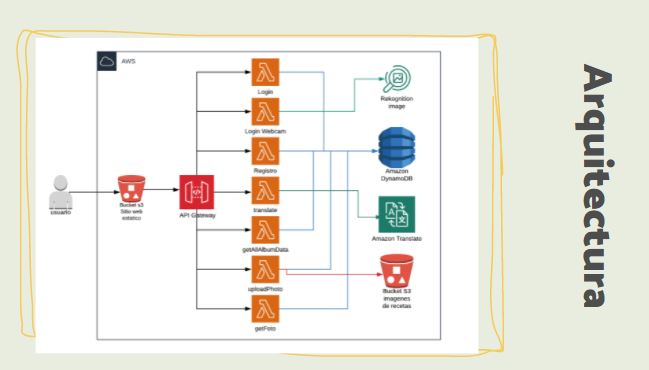 AWS
Login
Login Webcam
Registro
translate
getAllAlbumData
uploadPhoto
getFoto
usuario
Bucket s3
Sitio web
estatico
API Gateway
Rekognition
image
Amazon
DynamoDB
Amazon Translate
Bucket S3
imagenes
de recetas
Arquitectura